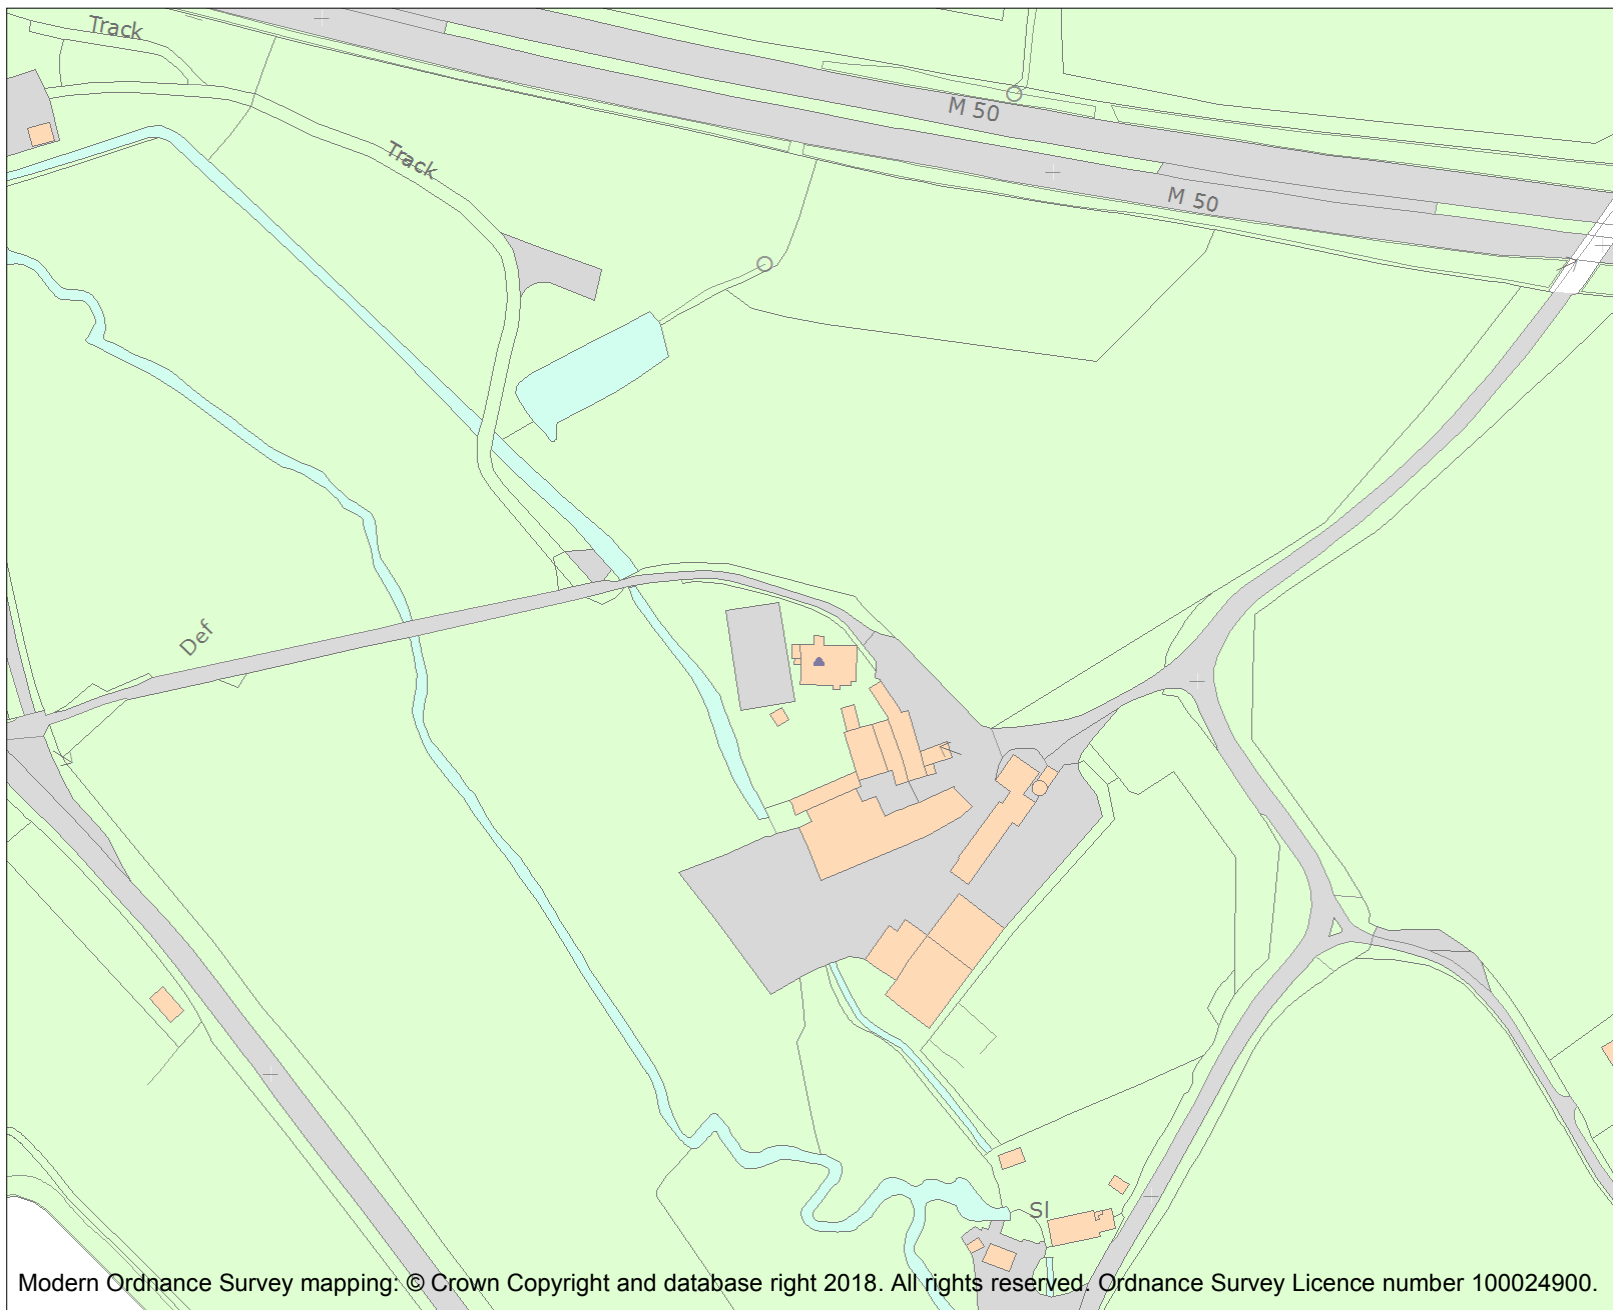 Track
M 50
Track
M 50
Def
Sl
Modern Ordnance Survey mapping: © Crown Copyright and database right 2018. All rights reserved. Ordnance Survey Licence number 100024900.